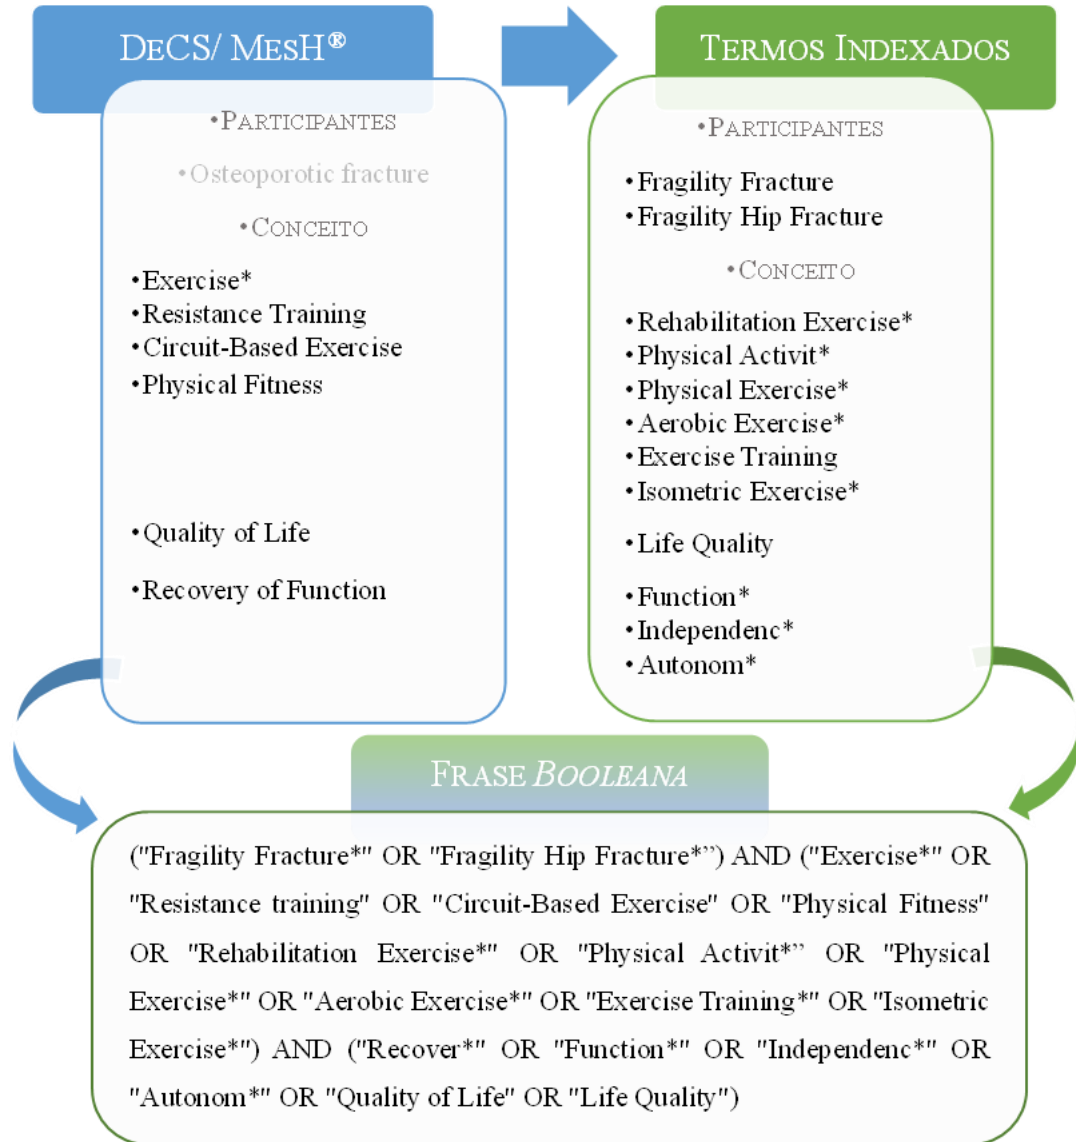 DeCS/ MesH®
• Participantes
• Osteoporotic fracture
• Conceito
• Exercise*
• Resistance Training
• Circuit-Based Exercise
• Physical Fitness
• Quality of Life
• Recovery of Function
Termos Indexados
• Participantes
• Fragility Fracture
• Fragility Hip Fracture
• Conceito
• Rehabilitation Exercise*
• Physical Activit*
• Physical Exercise*
• Aerobic Exercise*
• Exercise Training
• Isometric Exercise*
• Life Quality
• Function*
• Independenc*
• Autonom*
Frase Booleana
("Fragility Fracture*" OR "Fragility Hip Fracture*”) AND ("Exercise*" OR
"Resistance training" OR "Circuit-Based Exercise" OR "Physical Fitness"
OR "Rehabilitation Exercise*" OR "Physical Activit*” OR "Physical
Exercise*" OR "Aerobic Exercise*" OR "Exercise Training*" OR "Isometric
Exercise*") AND ("Recover*" OR "Function*" OR "Independenc*" OR
"Autonom*" OR "Quality of Life" OR "Life Quality")